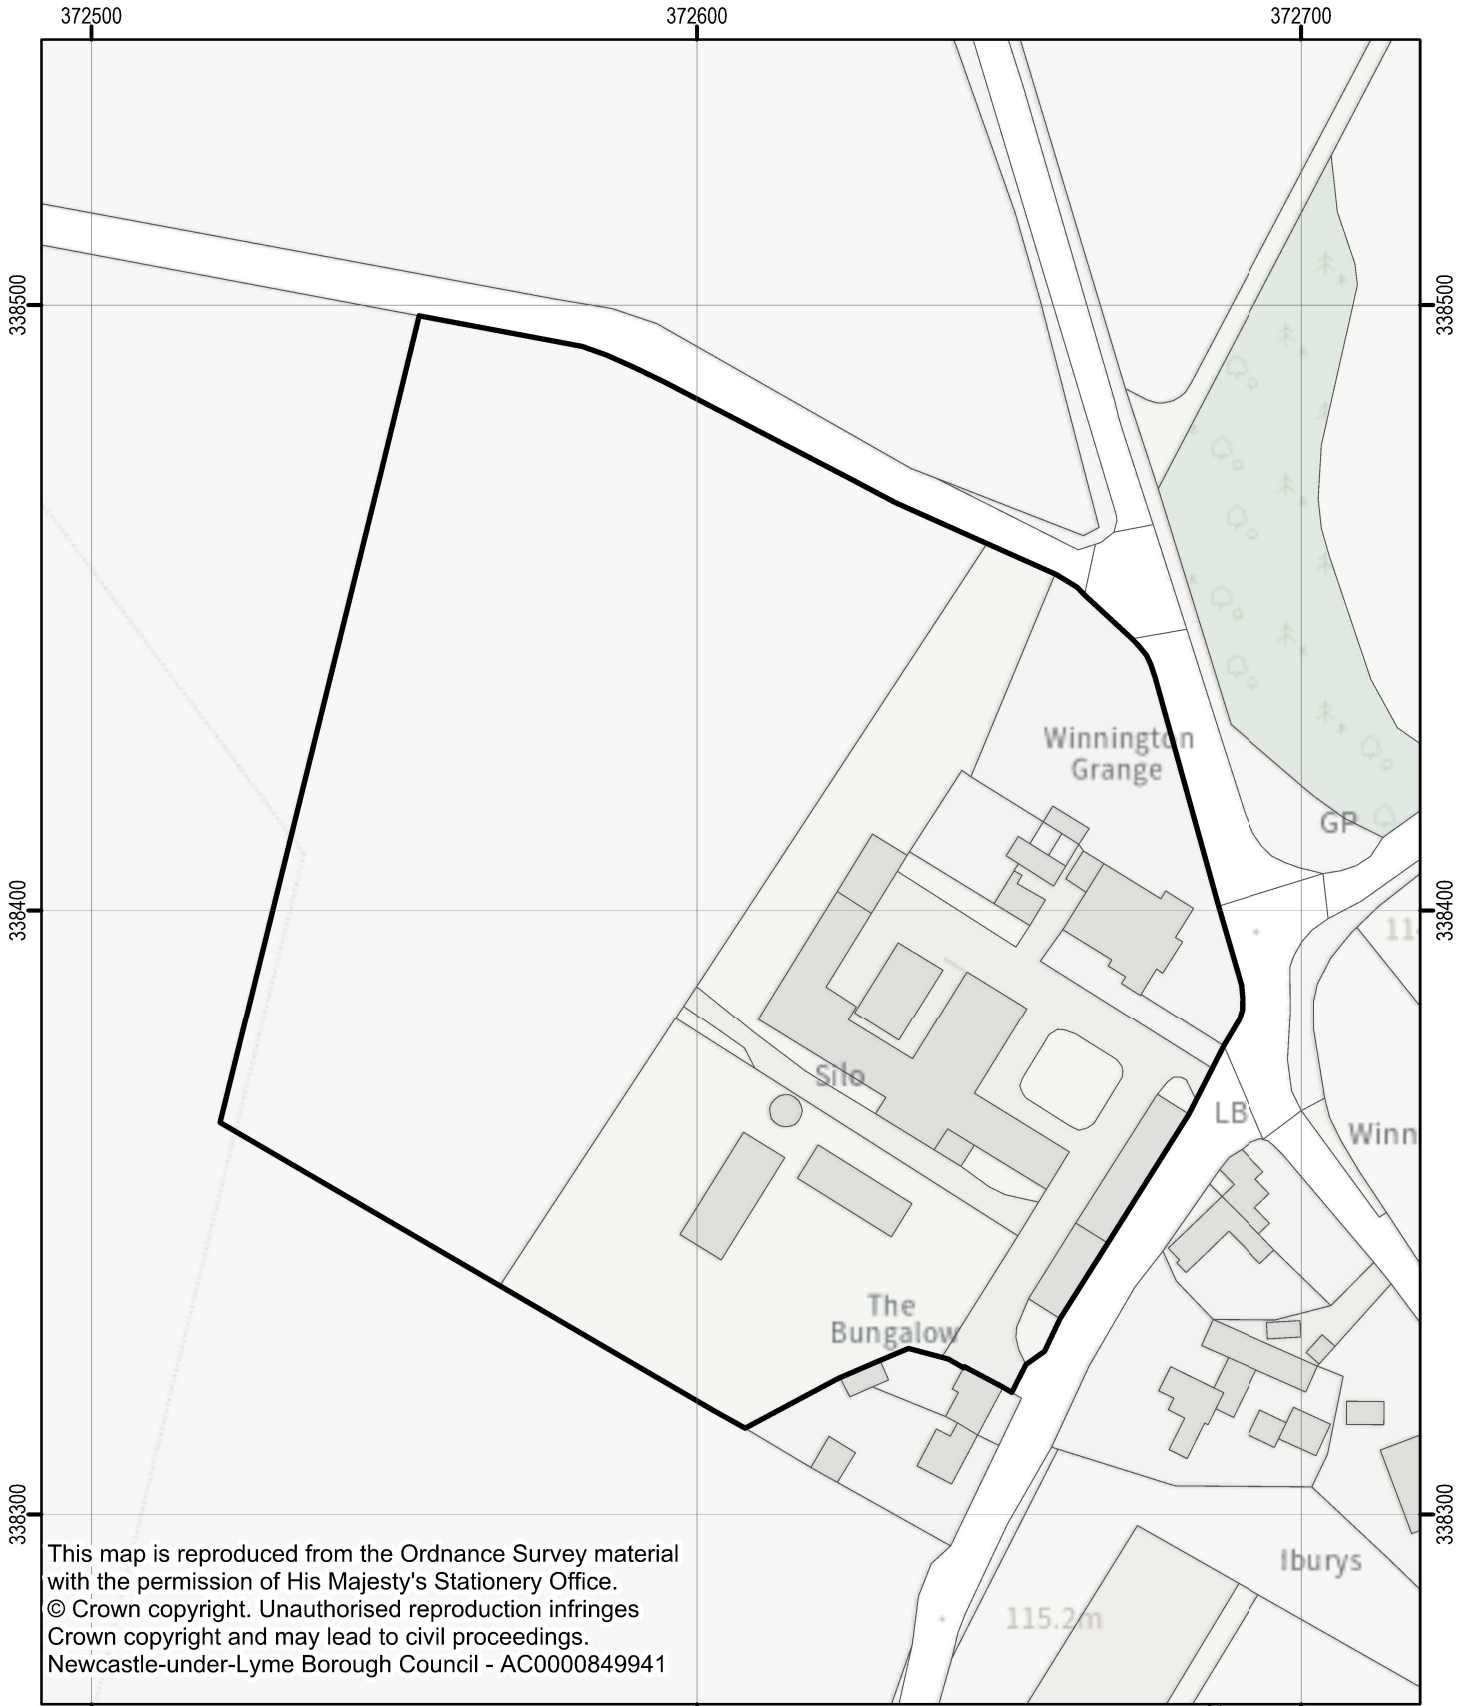 372500 372600 372700
338500 338500
Winnington
Grange
GP
338400 338400
11
Silo
LB
Winn
The
Bungalow
338300 338300
lburys
115.2m
This map is reproduced from the Ordnance Survey material
with the permission of His Majesty's Stationery Office.
© Crown copyright. Unauthorised reproduction infringes
Crown copyright and may lead to civil proceedings.
Newcastle-under-Lyme Borough Council - AC0000849941